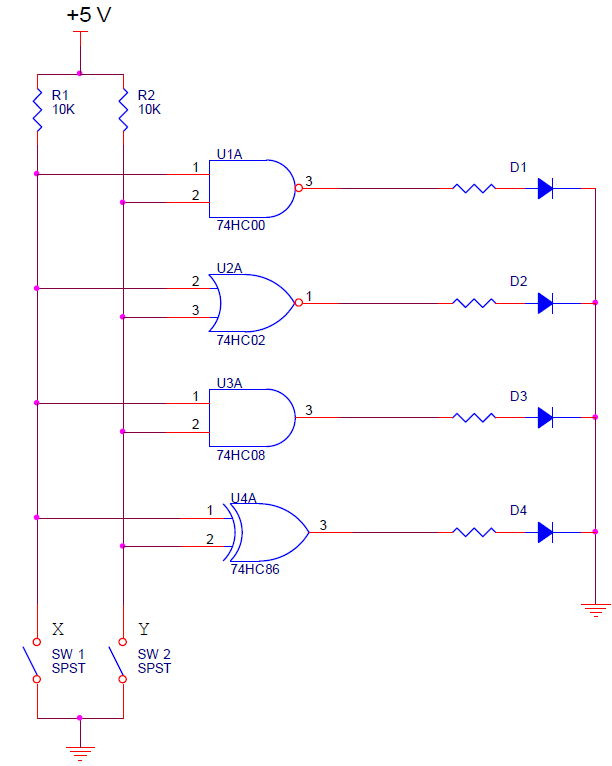 +5 V
R1
10K
R2
10K
U1A
1
2
3
74HC00
D1
U2A
2
3
1
74HC02
D2
U3A
1
2
3
74HC08
D3
U4A
1
2
3
74HC86
D4
X
SW 1
SPST
Y
SW 2
SPST